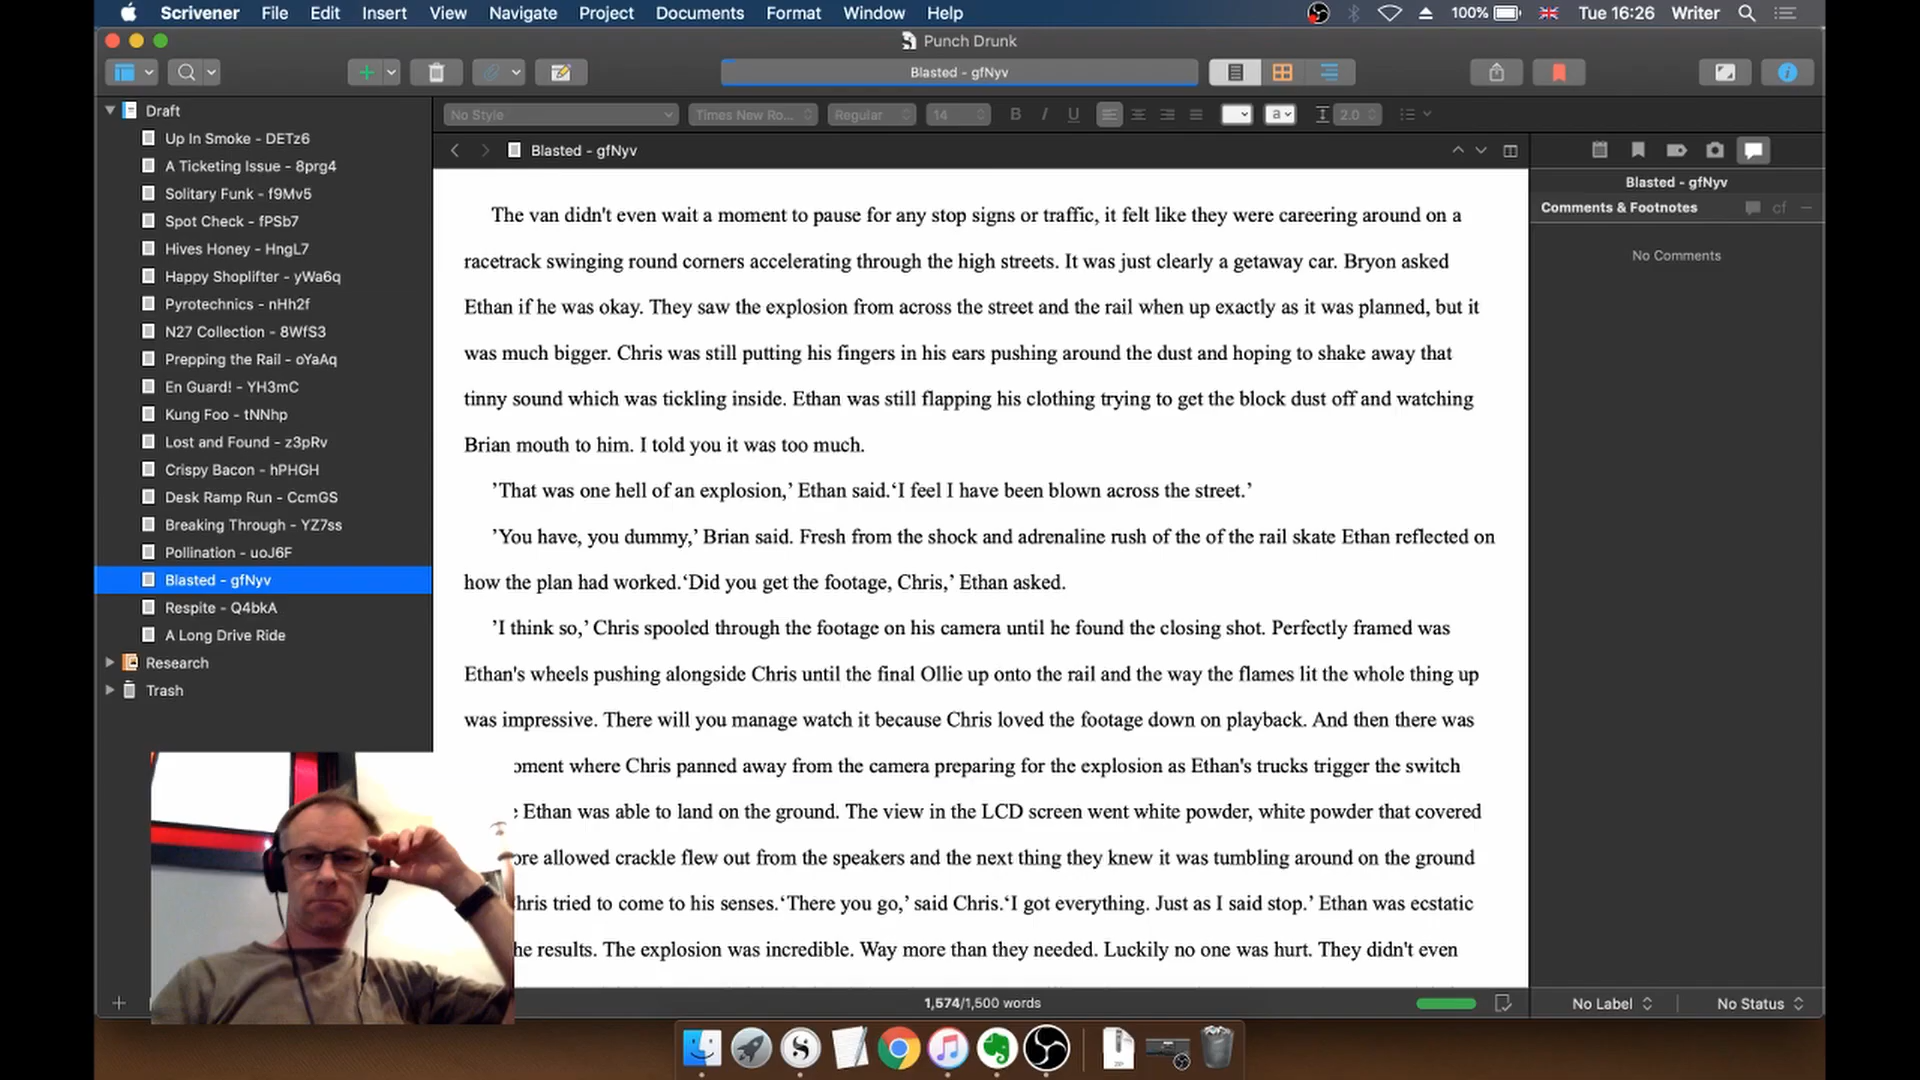 Scrivener File Edit Insert View Navigate Project Documents Format Window Help 100% Tue 16:26 Writer
Punch Drunk
Blasted - gfNyv
No Style Times New Ro... Regular 14 B I U a 2.0
Draft
Up In Smoke - DETz6
A Ticketing Issue - 8prg4
Solitary Funk - f9Mv5
Spot Check - fPSb7
Hives Honey - HngL7
Happy Shoplifter - yWa6q
Pyrotechnics - nHh2f
N27 Collection - 8WfS3
Prepping the Rail - oYaAq
En Guard! - YH3mC
Kung Foo - tNNhp
Lost and Found - z3pRv
Crispy Bacon - hPHGH
Desk Ramp Run - CcmGS
Breaking Through - YZ7ss
Pollination - uoJ6F
Blasted - gfNyv
Respite - Q4bkA
A Long Drive Ride
Research
Trash
Blasted - gfNyv
The van didn't even wait a moment to pause for any stop signs or traffic, it felt like they were careering around on a
racetrack swinging round corners accelerating through the high streets. It was just clearly a getaway car. Bryon asked
Ethan if he was okay. They saw the explosion from across the street and the rail when up exactly as it was planned, but it
was much bigger. Chris was still putting his fingers in his ears pushing around the dust and hoping to shake away that
tinny sound which was tickling inside. Ethan was still flapping his clothing trying to get the block dust off and watching
Brian mouth to him. I told you it was too much.
’That was one hell of an explosion,’ Ethan said.‘I feel I have been blown across the street.’
’You have, you dummy,’ Brian said. Fresh from the shock and adrenaline rush of the of the rail skate Ethan reflected on
how the plan had worked.‘Did you get the footage, Chris,’ Ethan asked.
’I think so,’ Chris spooled through the footage on his camera until he found the closing shot. Perfectly framed was
Ethan's wheels pushing alongside Chris until the final Ollie up onto the rail and the way the flames lit the whole thing up
was impressive. There will you manage watch it because Chris loved the footage down on playback. And then there was
oment where Chris panned away from the camera preparing for the explosion as Ethan's trucks trigger the switch
e Ethan was able to land on the ground. The view in the LCD screen went white powder, white powder that covered
ore allowed crackle flew out from the speakers and the next thing they knew it was tumbling around on the ground
hris tried to come to his senses.‘There you go,’ said Chris.‘I got everything. Just as I said stop.’ Ethan was ecstatic
he results. The explosion was incredible. Way more than they needed. Luckily no one was hurt. They didn't even
1,574/1,500 words
Blasted - gfNyv
Comments & Footnotes cf
No Comments
No Label No Status